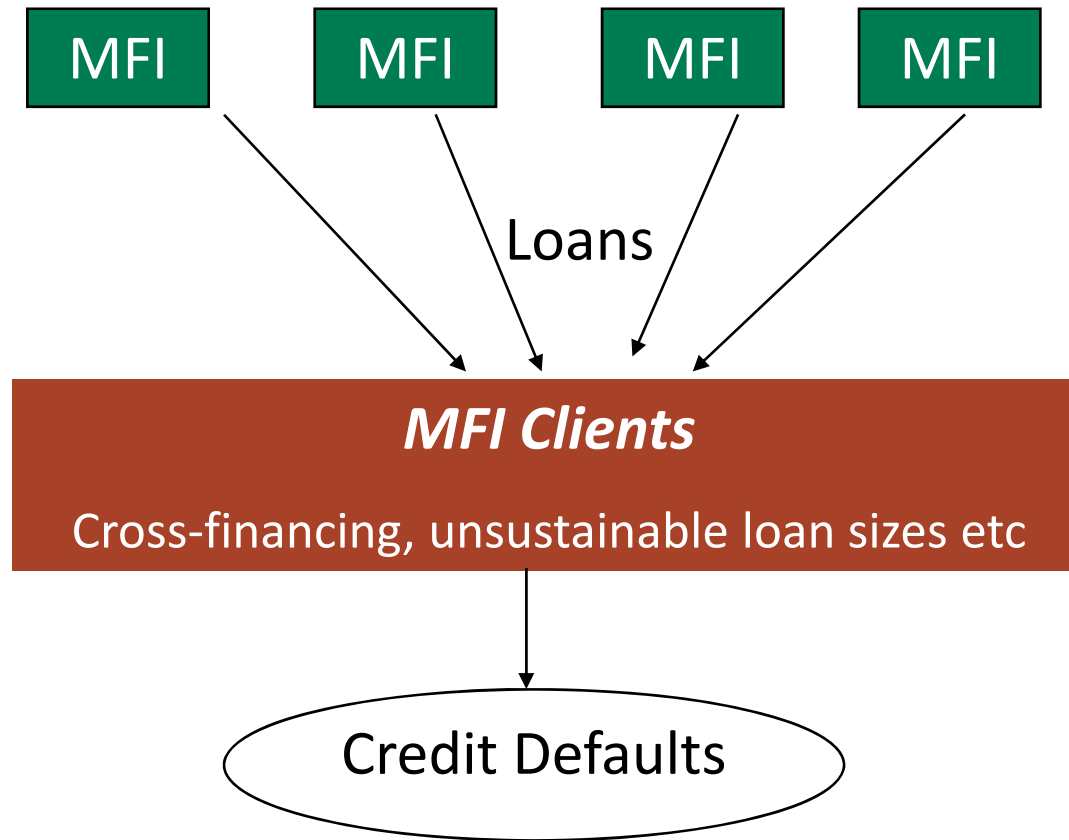 MFI MFI MFI MFI
Loans
MFI Clients
Cross-financing, unsustainable loan sizes etc
Credit Defaults